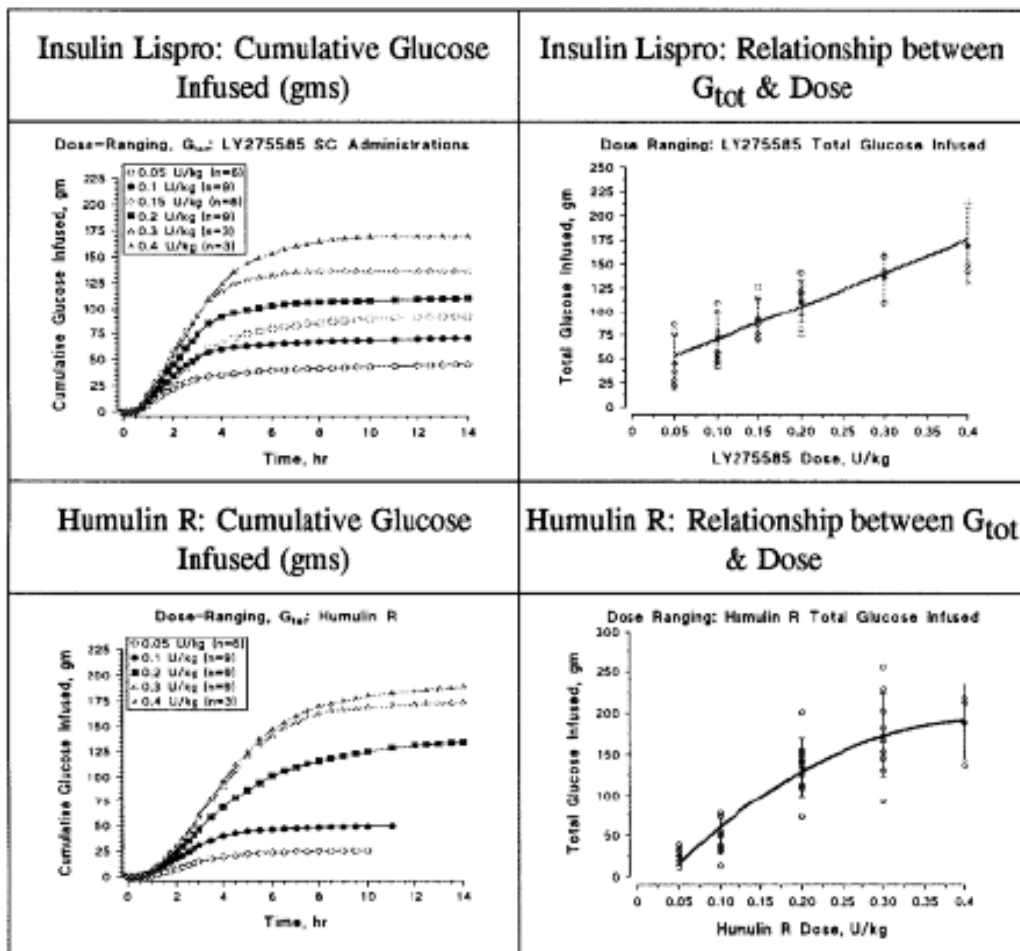 Insulin Lispro: Cumulative Glucose
Infused (gms)
Insulin Lispro: Relationship between
Gtot & Dose
Dose-Ranging, Gtot: LY275585 SC Administrations
0.05 U/kg (n=6)
0.1 U/kg (n=9)
0.15 U/kg (n=6)
0.2 U/kg (n=9)
0.3 U/kg (n=3)
0.4 U/kg (n=3)
Cumulative Glucose Infused, gm
225
200
175
150
125
100
75
50
25
0
0 2 4 6 8 10 12 14
Time, hr
Dose Ranging: LY275585 Total Glucose Infused
Total Glucose Infused, gm
250
225
200
175
150
125
100
75
50
25
0
0 0.05 0.10 0.15 0.20 0.25 0.30 0.35 0.4
LY275585 Dose, U/kg
Humulin R: Cumulative Glucose
Infused (gms)
Humulin R: Relationship between Gtot
& Dose
Dose-Ranging, Gtot: Humulin R
0.05 U/kg (n=6)
0.1 U/kg (n=9)
0.2 U/kg (n=9)
0.3 U/kg
0.4 U/kg (n=3)
Cumulative Glucose Infused, gm
225
200
175
150
125
100
75
50
25
0
0 2 4 6 8 10 12 14
Time, hr
Dose Ranging: Humulin R Total Glucose Infused
Total Glucose Infused, gm
300
250
200
150
100
50
0
0 0.05 0.10 0.15 0.20 0.25 0.30 0.35 0.4
Humulin R Dose, U/kg